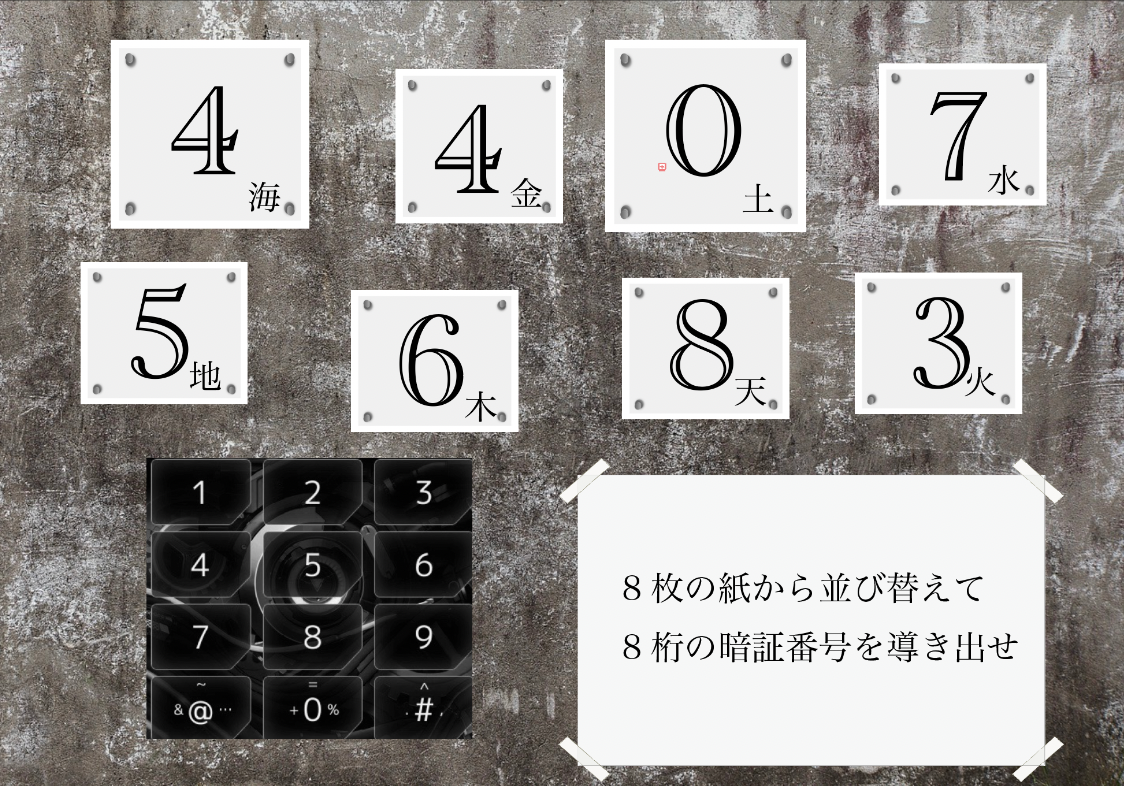 4 海
4 金
0 土
7 水
5 地
6 木
8 天
3 火
1 2 3
4 5 6
7 8 9
~ = ^
& @ … + 0 % . # ,
８枚の紙から並び替えて
８桁の暗証番号を導き出せ